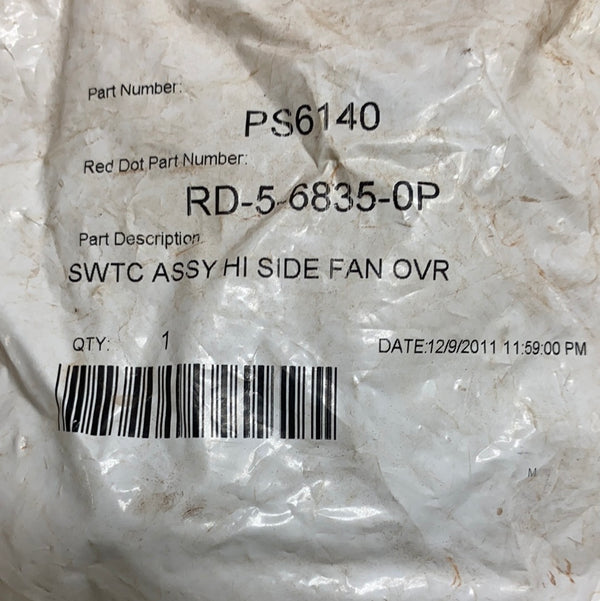 Part Number:
PS6140
Red Dot Part Number:
RD-5-6835-0P
Part Description
SWTC ASSY HI SIDE FAN OVR
QTY: 1 DATE:12/9/2011 11:59:00 PM
M